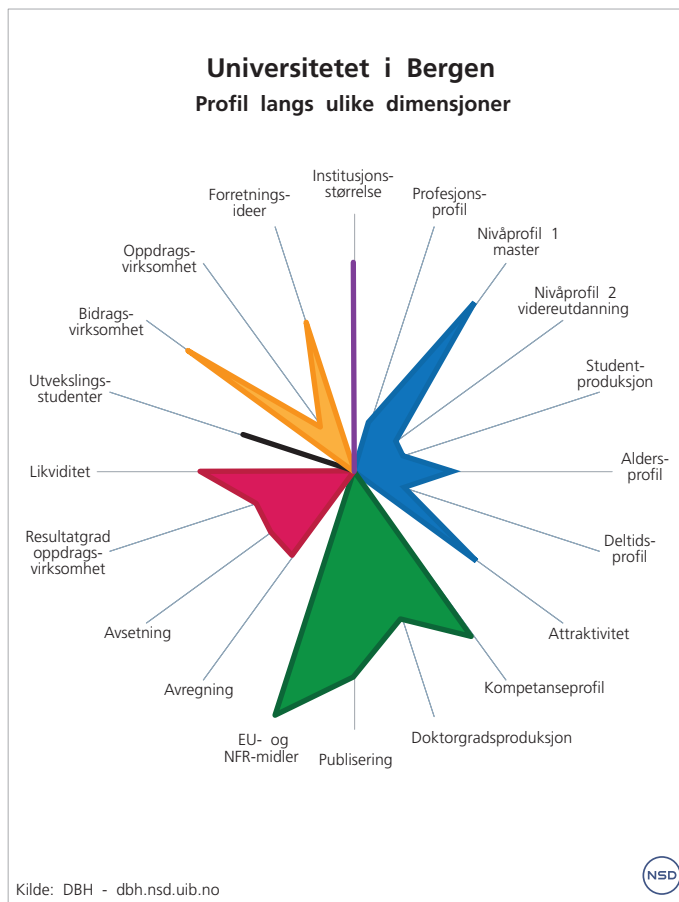 Universitetet i Bergen
Profil langs ulike dimensjoner
Institusjons-
størrelse
Profesjons-
profil
Nivåprofil 1
master
Nivåprofil 2
videreutdanning
Student-
produksjon
Alders-
profil
Deltids-
profil
Attraktivitet
Kompetanseprofil
Doktorgradsproduksjon
Publisering
EU- og
NFR-midler
Avregning
Avsetning
Resultatgrad
oppdrags-
virksomhet
Likviditet
Utvekslings-
studenter
Bidrags-
virksomhet
Oppdrags-
virksomhet
Forretnings-
ideer
Kilde: DBH - dbh.nsd.uib.no
NSD